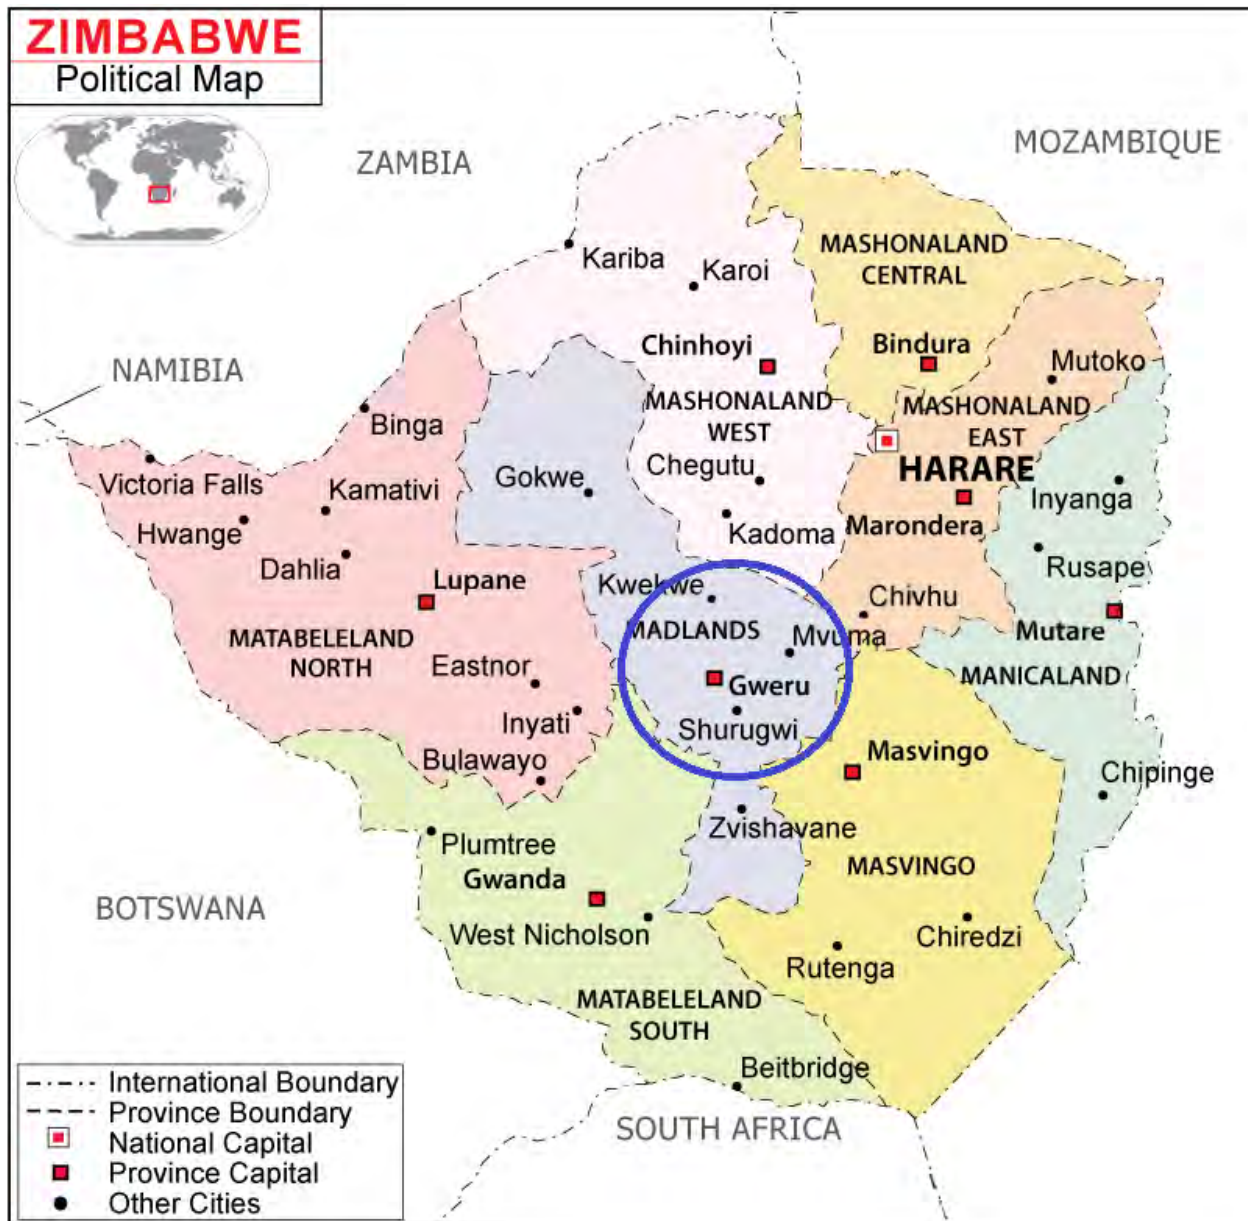 ZIMBABWE
Political Map
ZAMBIA
MOZAMBIQUE
NAMIBIA
BOTSWANA
SOUTH AFRICA
Kariba
Karoi
MASHONALAND
CENTRAL
Chinhoyi
Bindura
Mutoko
MASHONALAND
WEST
MASHONALAND
EAST
Binga
HARARE
Victoria Falls
Kamativi
Gokwe
Chegutu
Inyanga
Hwange
Kadoma
Marondera
Dahlia
Rusape
Lupane
Kwekwe
Chivhu
MATABELELAND
NORTH
MADLANDS
Mvuma
Mutare
Eastnor
Gweru
MANICALAND
Inyati
Shurugwi
Bulawayo
Masvingo
Chipinge
Plumtree
Zvishavane
Gwanda
MASVINGO
West Nicholson
Chiredzi
Rutenga
MATABELELAND
SOUTH
Beitbridge
International Boundary
Province Boundary
National Capital
Province Capital
Other Cities